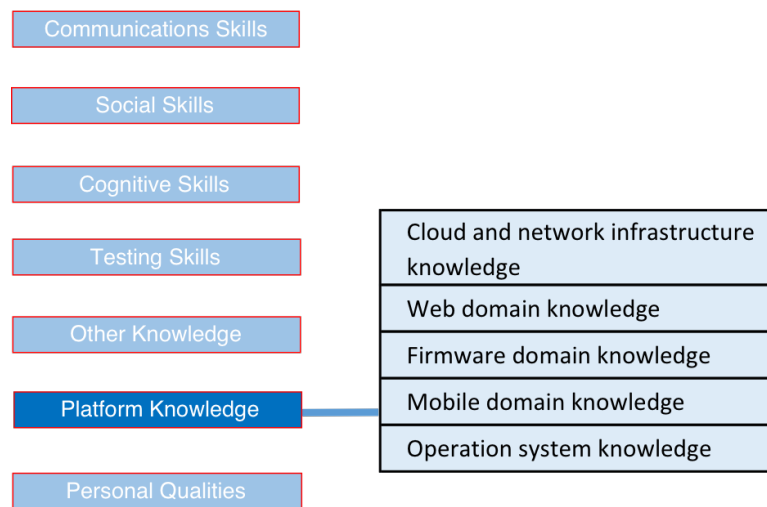 Communications Skills
Social Skills
Cognitive Skills
Testing Skills
Other Knowledge
Platform Knowledge
Personal Qualities
Cloud and network infrastructure
knowledge
Web domain knowledge
Firmware domain knowledge
Mobile domain knowledge
Operation system knowledge